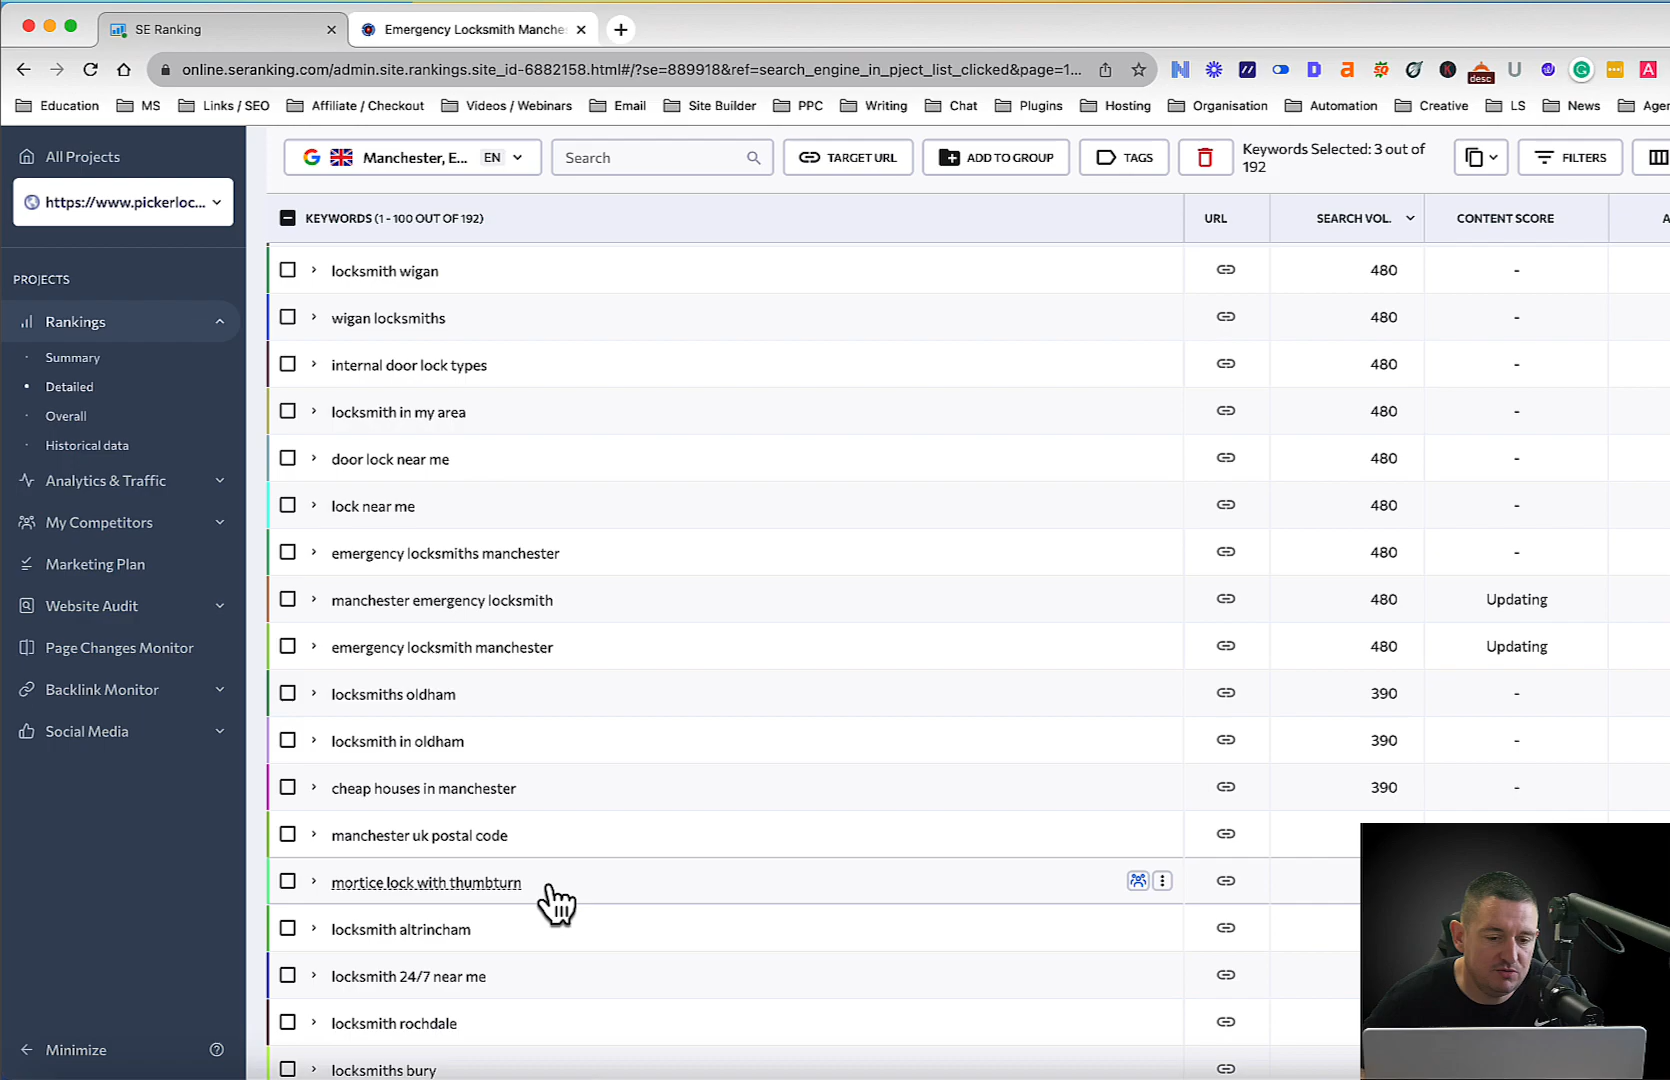 SE Ranking
Emergency Locksmith Manche
online.seranking.com/admin.site.rankings.site_id-6882158.html#/?se=889918&ref=search_engine_in_pject_list_clicked&page=1...
desc
Education
MS
Links / SEO
Affiliate / Checkout
Videos / Webinars
Email
Site Builder
PPC
Writing
Chat
Plugins
Hosting
Organisation
Automation
Creative
LS
News
Agen
All Projects
https://www.pickerloc...
PROJECTS
Rankings
Summary
Detailed
Overall
Historical data
Analytics & Traffic
My Competitors
Marketing Plan
Website Audit
Page Changes Monitor
Backlink Monitor
Social Media
Minimize
Manchester, E... EN
Search
TARGET URL
ADD TO GROUP
TAGS
Keywords Selected: 3 out of
192
FILTERS
KEYWORDS (1 - 100 OUT OF 192) URL SEARCH VOL. CONTENT SCORE A
locksmith wigan 480 -
wigan locksmiths 480 -
internal door lock types 480 -
locksmith in my area 480 -
door lock near me 480 -
lock near me 480 -
emergency locksmiths manchester 480 -
manchester emergency locksmith 480 Updating
emergency locksmith manchester 480 Updating
locksmiths oldham 390 -
locksmith in oldham 390 -
cheap houses in manchester 390 -
manchester uk postal code
mortice lock with thumbturn
locksmith altrincham
locksmith 24/7 near me
locksmith rochdale
locksmiths bury